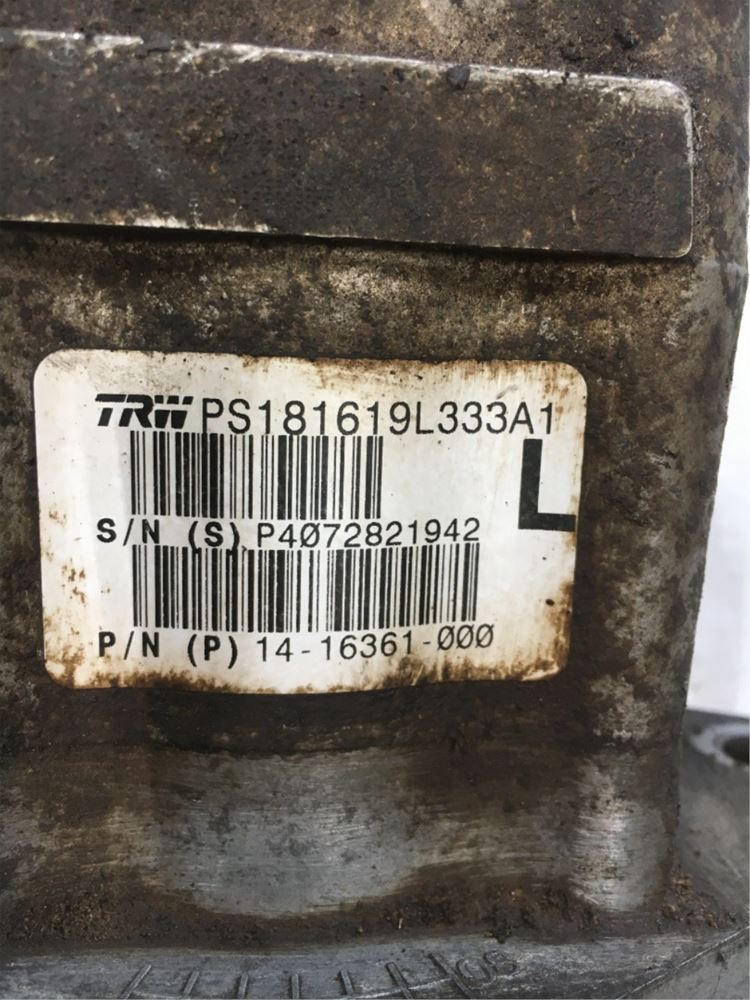 TRW PS181619L333A1
L
S/N (S) P4Ø72821942
P/N (P) 14-16361-ØØØ